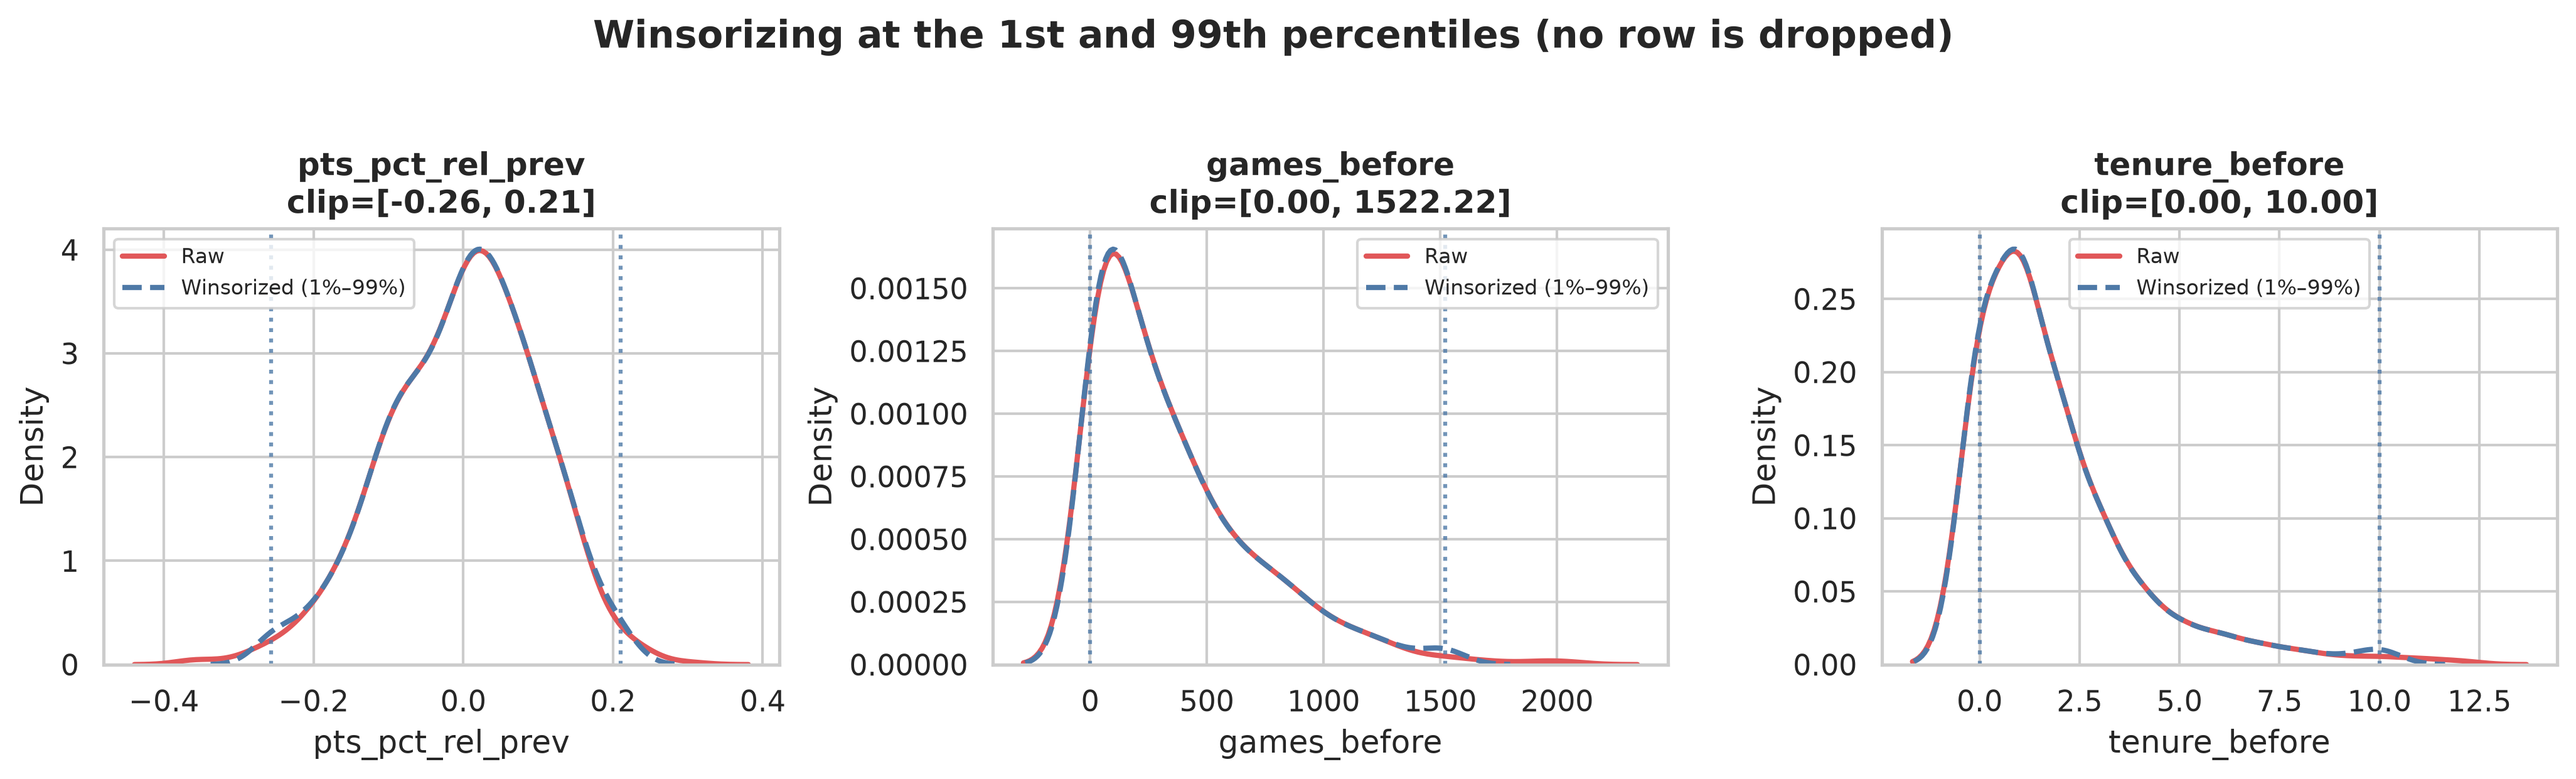 Winsorizing at the 1st and 99th percentiles (no row is dropped)
pts_pct_rel_prev
clip=[-0.26, 0.21]
Raw
Winsorized (1%–99%)
Density
4
3
2
1
0
−0.4
−0.2
0.0
0.2
0.4
pts_pct_rel_prev
games_before
clip=[0.00, 1522.22]
Raw
Winsorized (1%–99%)
Density
0.00150
0.00125
0.00100
0.00075
0.00050
0.00025
0.00000
0
500
1000
1500
2000
games_before
tenure_before
clip=[0.00, 10.00]
Raw
Winsorized (1%–99%)
Density
0.25
0.20
0.15
0.10
0.05
0.00
0.0
2.5
5.0
7.5
10.0
12.5
tenure_before